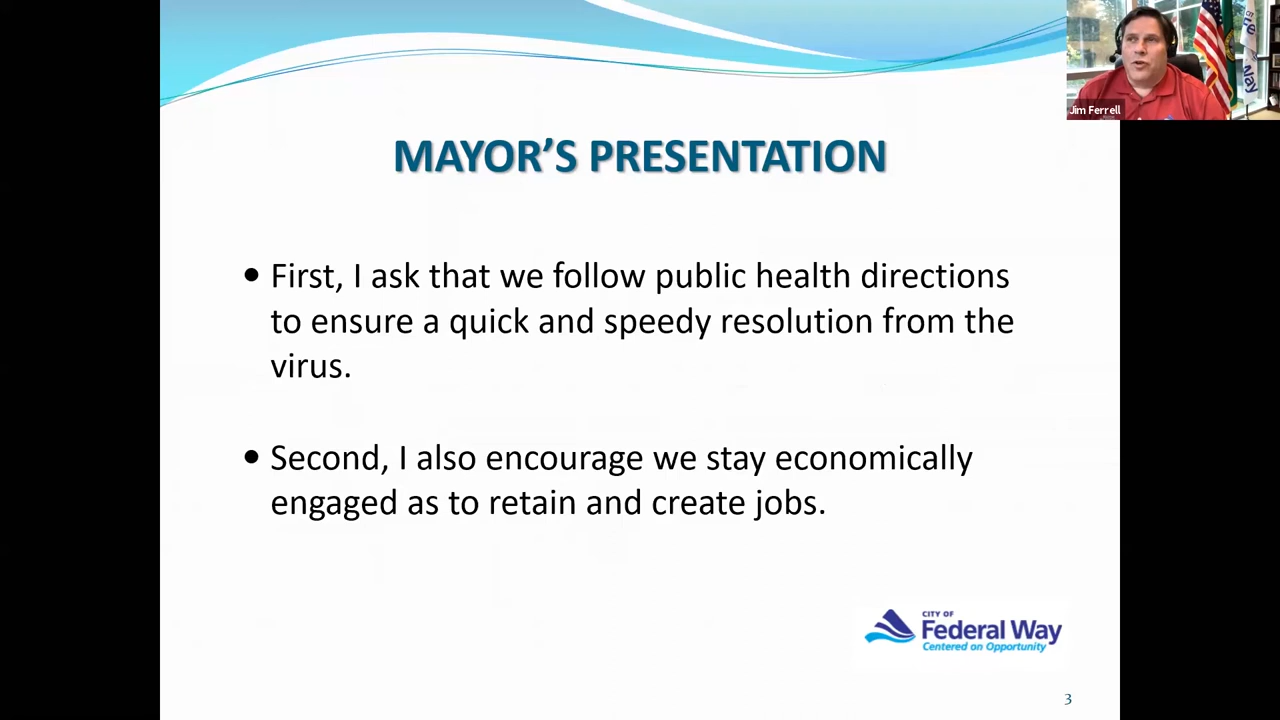 Jim Ferrell
MAYOR’S PRESENTATION
• First, I ask that we follow public health directions
to ensure a quick and speedy resolution from the
virus.
• Second, I also encourage we stay economically
engaged as to retain and create jobs.
CITY OF
Federal Way
Centered on Opportunity
3